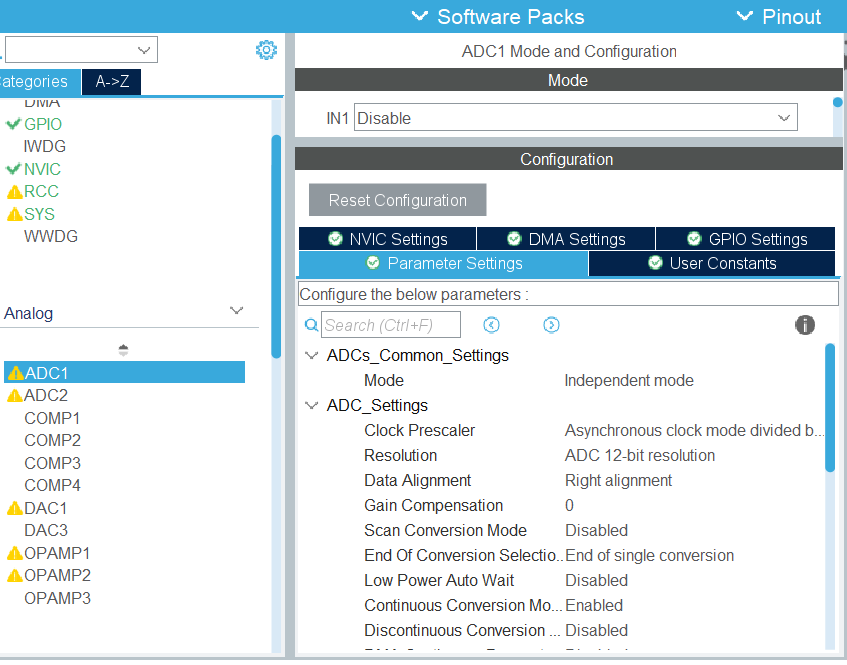 Software Packs
Pinout
ategories
A->Z
DMA
GPIO
IWDG
NVIC
RCC
SYS
WWDG
Analog
ADC1
ADC2
COMP1
COMP2
COMP3
COMP4
DAC1
DAC3
OPAMP1
OPAMP2
OPAMP3
ADC1 Mode and Configuration
Mode
IN1 Disable
Configuration
Reset Configuration
NVIC Settings
DMA Settings
GPIO Settings
Parameter Settings
User Constants
Configure the below parameters :
Search (Ctrl+F)
ADCs_Common_Settings
Mode Independent mode
ADC_Settings
Clock Prescaler Asynchronous clock mode divided b...
Resolution ADC 12-bit resolution
Data Alignment Right alignment
Gain Compensation 0
Scan Conversion Mode Disabled
End Of Conversion Selectio.. End of single conversion
Low Power Auto Wait Disabled
Continuous Conversion Mo... Enabled
Discontinuous Conversion ... Disabled